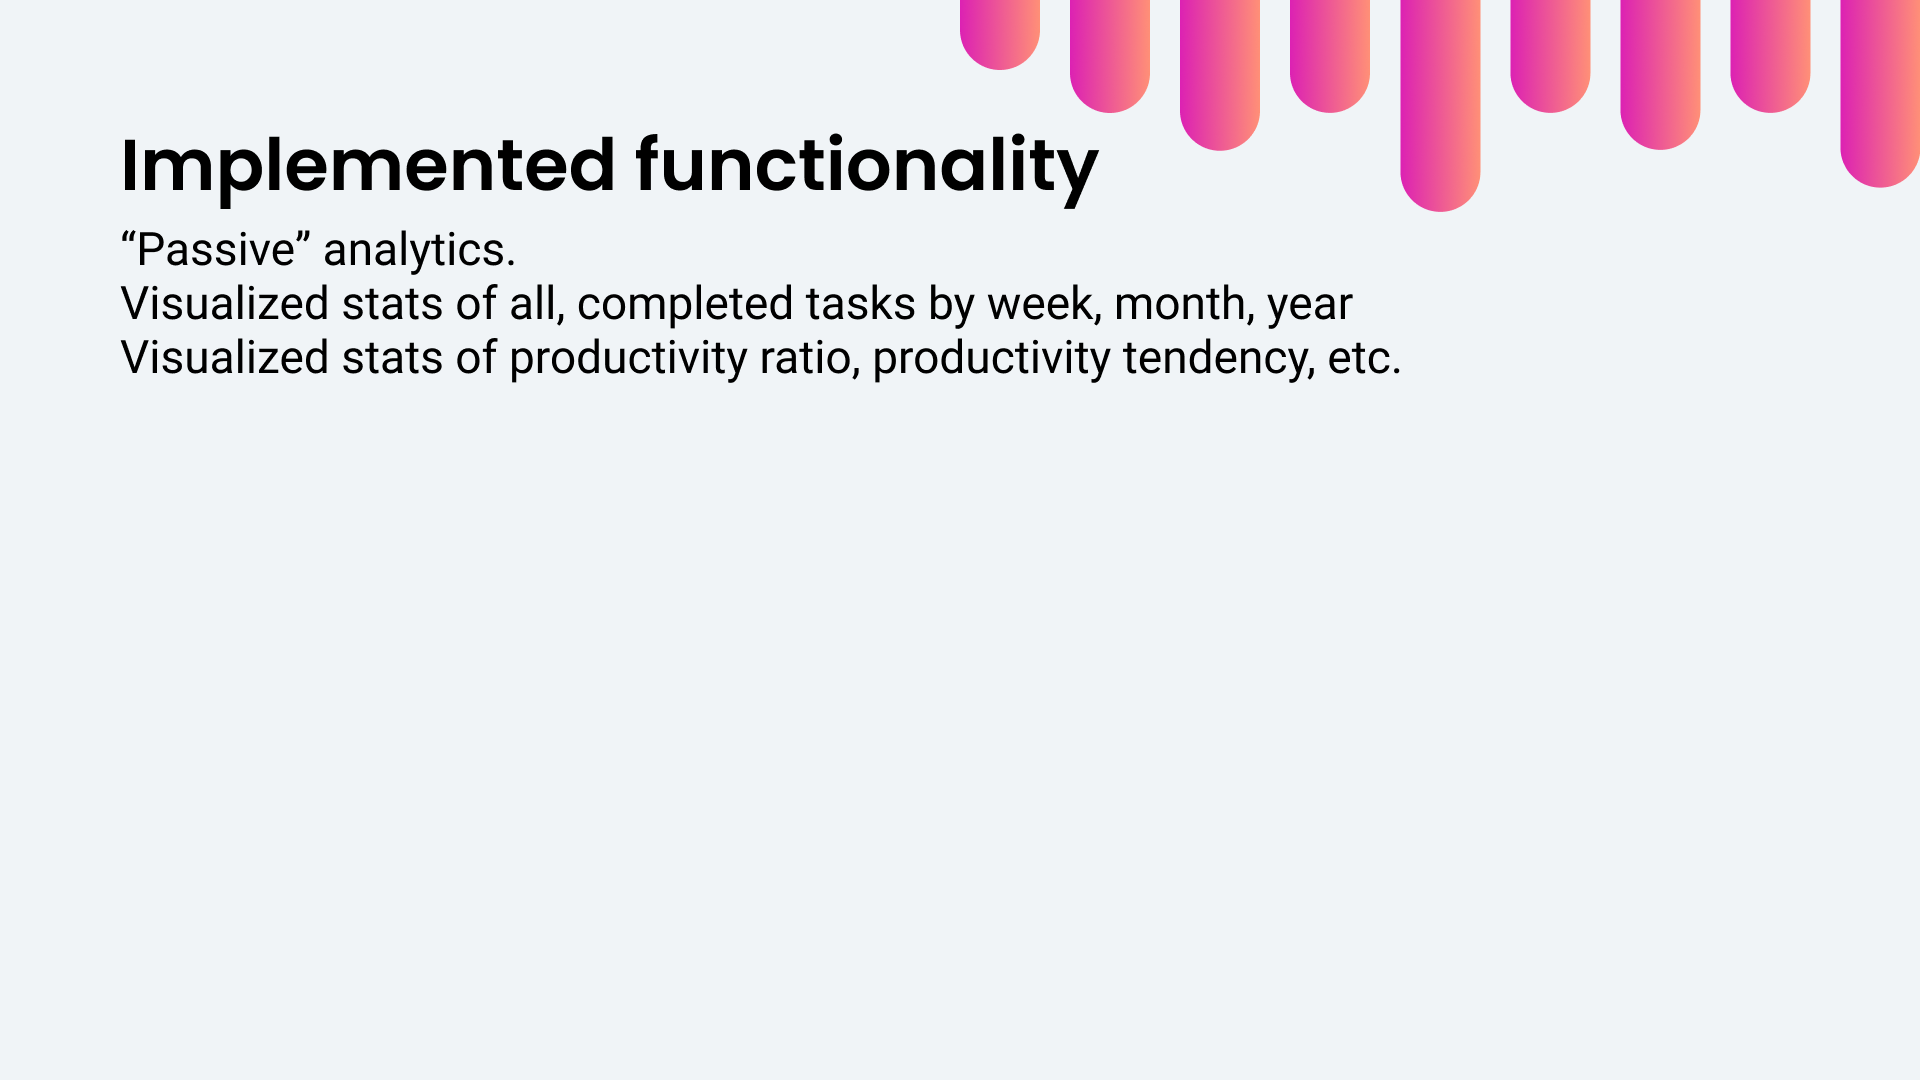 Implemented functionality
“Passive” analytics.
Visualized stats of all, completed tasks by week, month, year
Visualized stats of productivity ratio, productivity tendency, etc.